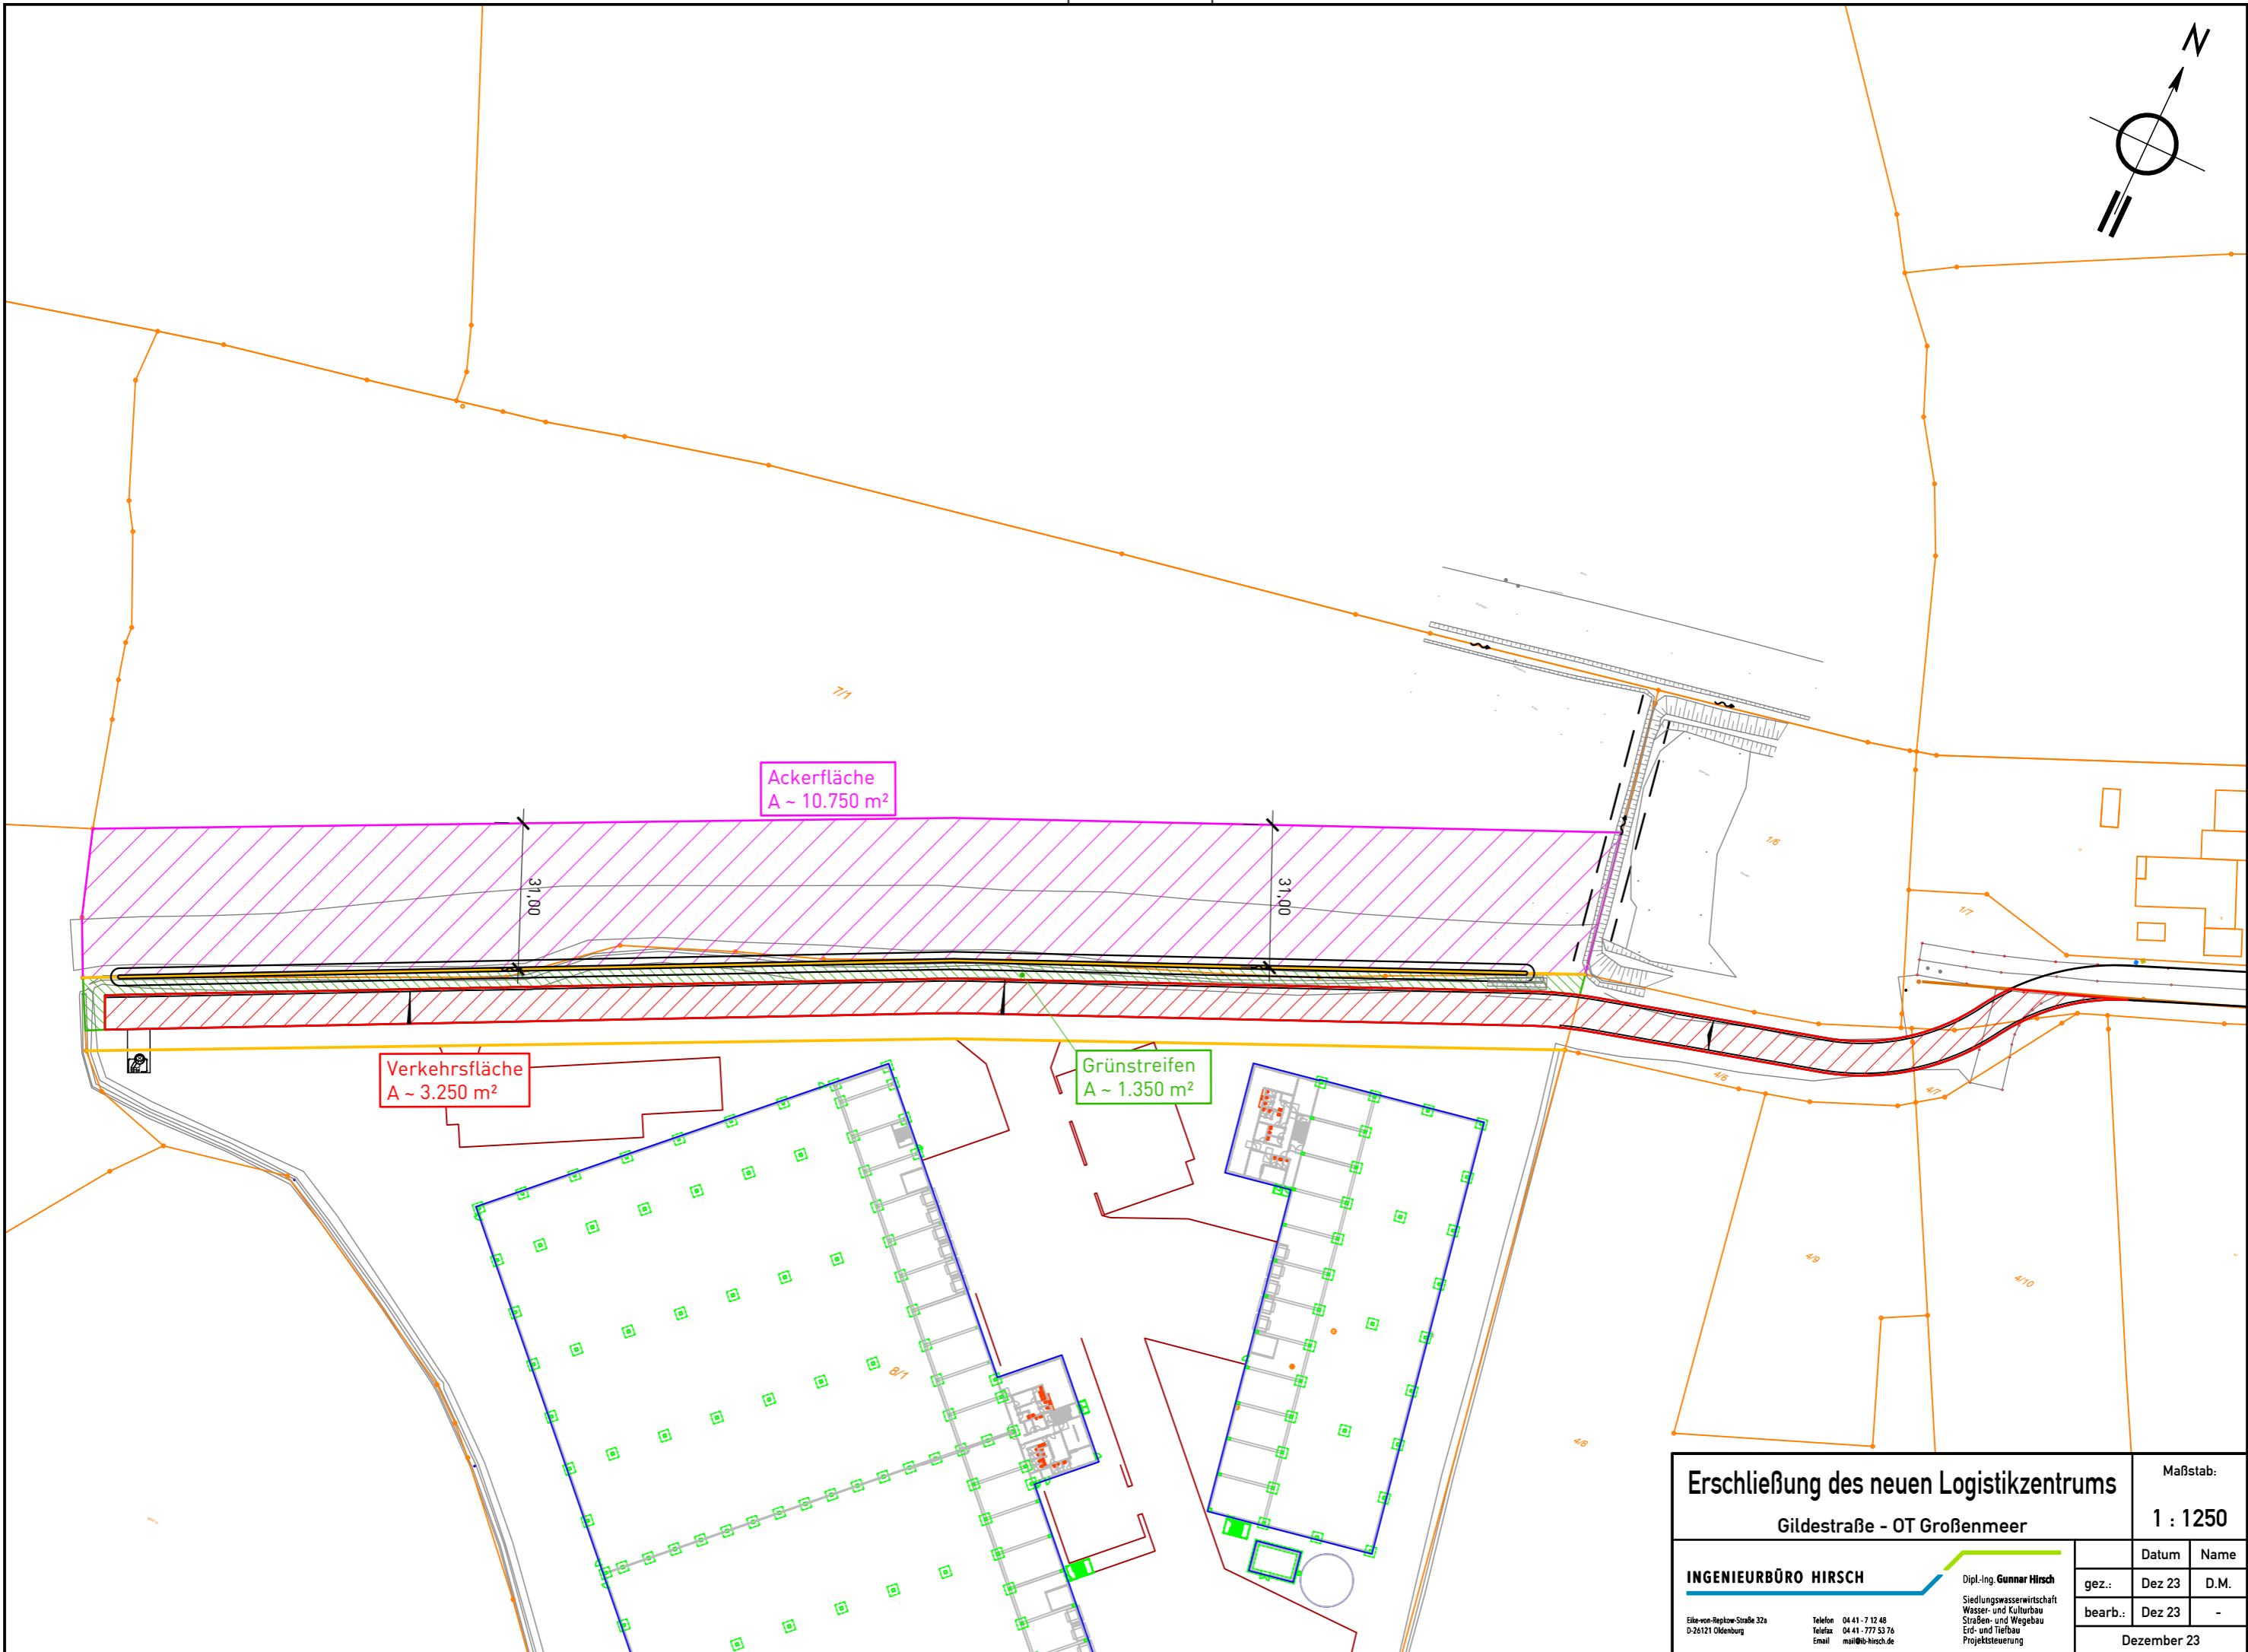 N
7/1
Ackerfläche
A ~ 10.750 m²
31,00
31,00
1/6
1/7
Verkehrsfläche
A ~ 3.250 m²
Grünstreifen
A ~ 1.350 m²
4/6
4/7
4/9
4/10
8/1
4/8
Erschließung des neuen Logistikzentrums
Gildestraße - OT Großenmeer
Maßstab:
1 : 1250
INGENIEURBÜRO HIRSCH
Dipl.-Ing. Gunnar Hirsch
Siedlungswasserwirtschaft
Wasser- und Kulturbau
Straßen- und Wegebau
Erd- und Tiefbau
Projektsteuerung
Eike-von-Repkow-Straße 32a
D-26121 Oldenburg
Telefon 04 41 - 7 12 48
Telefax 04 41 - 777 53 76
Email mail@ib-hirsch.de
Datum Name
gez.: Dez 23 D.M.
bearb.: Dez 23 -
Dezember 23